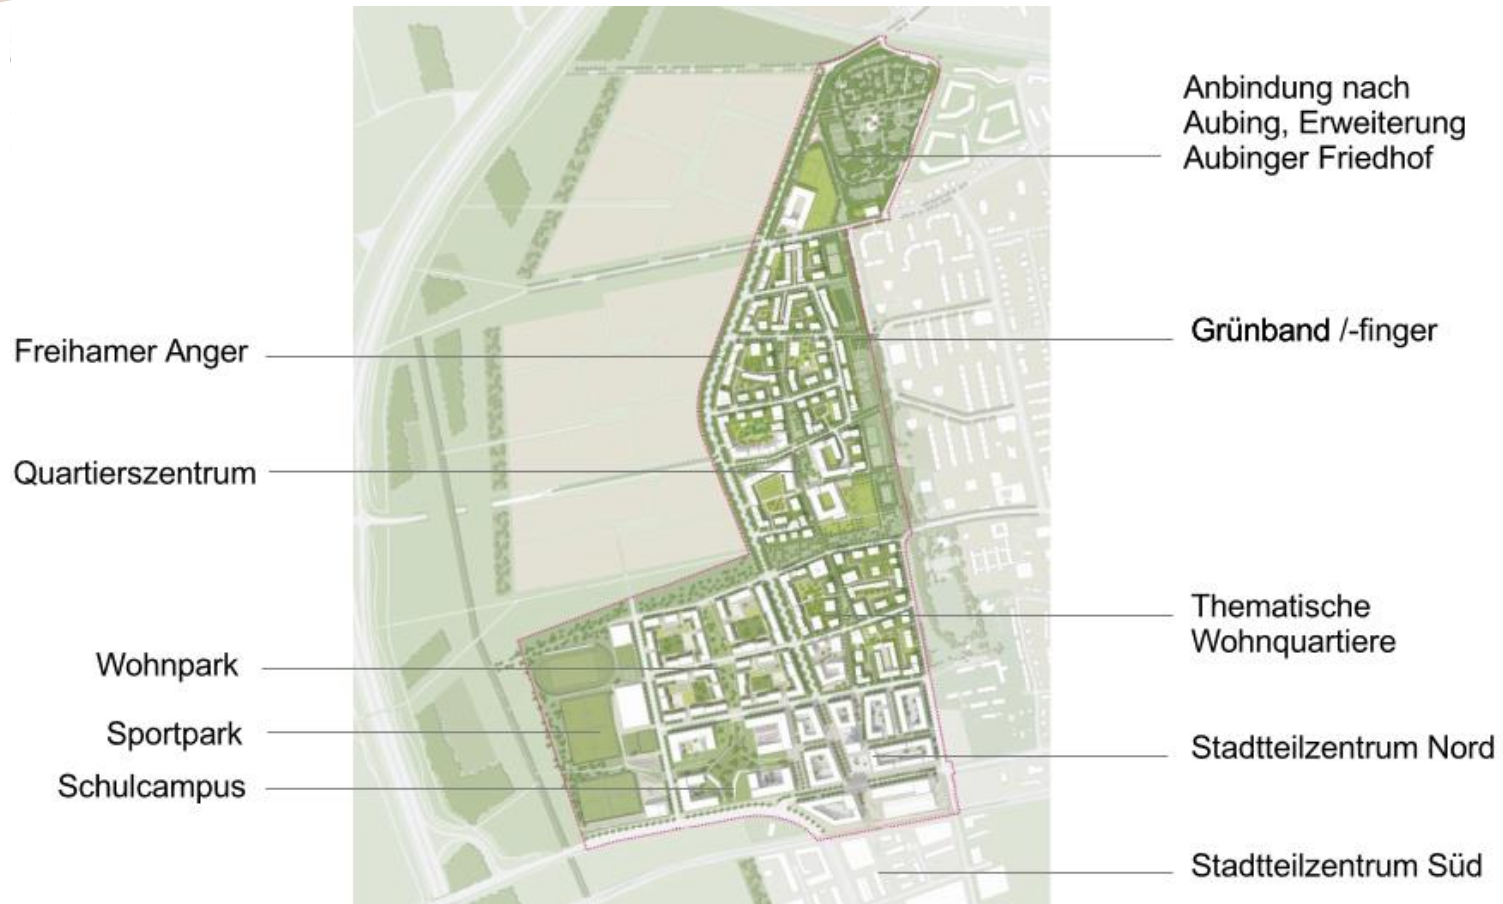 Anbindung nach
Aubing, Erweiterung
Aubinger Friedhof
Freihamer Anger
Grünband /-finger
Quartierszentrum
Thematische
Wohnquartiere
Wohnpark
Sportpark
Schulcampus
Stadtteilzentrum Nord
Stadtteilzentrum Süd